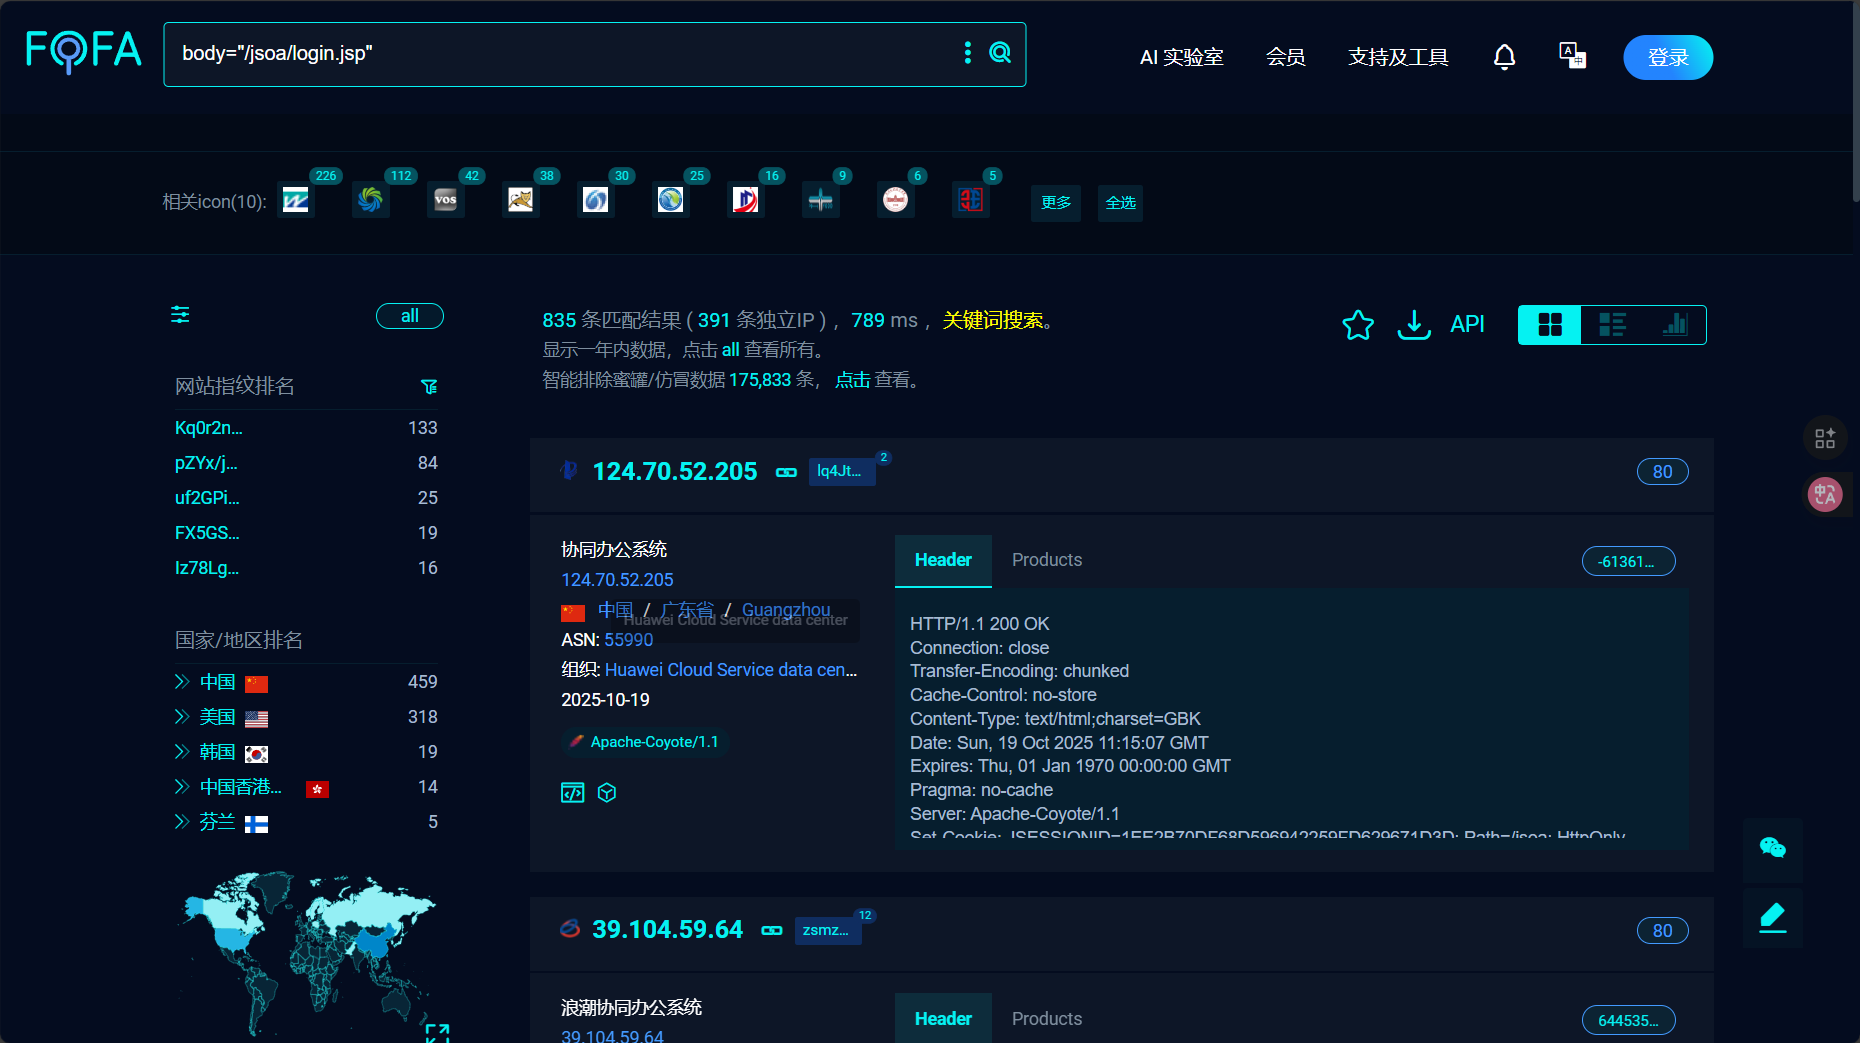 FOFA
body="/jsoa/login.jsp"
AI 实验室
会员
支持及工具
登录
相关icon(10):
226
112
42
VOS
38
30
25
16
9
6
5
更多
全选
all
网站指纹排名
Kq0r2n... 133
pZYx/j... 84
uf2GPi... 25
FX5GS... 19
Iz78Lg... 16
国家/地区排名
中国 459
美国 318
韩国 19
中国香港... 14
芬兰 5
835 条匹配结果 ( 391 条独立IP ) ,  789 ms ,  关键词搜索。
显示一年内数据，点击 all 查看所有。
智能排除蜜罐/仿冒数据 175,833 条， 点击 查看。
API
124.70.52.205
lq4Jt...
2
80
协同办公系统
124.70.52.205
中国 / 广东省 / Guangzhou
Huawei Cloud Service data center
ASN: 55990
组织: Huawei Cloud Service data cen...
2025-10-19
Apache-Coyote/1.1
Header
Products
-61361...
HTTP/1.1 200 OK
Connection: close
Transfer-Encoding: chunked
Cache-Control: no-store
Content-Type: text/html;charset=GBK
Date: Sun, 19 Oct 2025 11:15:07 GMT
Expires: Thu, 01 Jan 1970 00:00:00 GMT
Pragma: no-cache
Server: Apache-Coyote/1.1
Set-Cookie: JSESSIONID=1EE2B70DF68D596942259FD629671D3D; Path=/jsoa; HttpOnly
39.104.59.64
zsmz...
12
80
浪潮协同办公系统
39.104.59.64
Header
Products
644535...